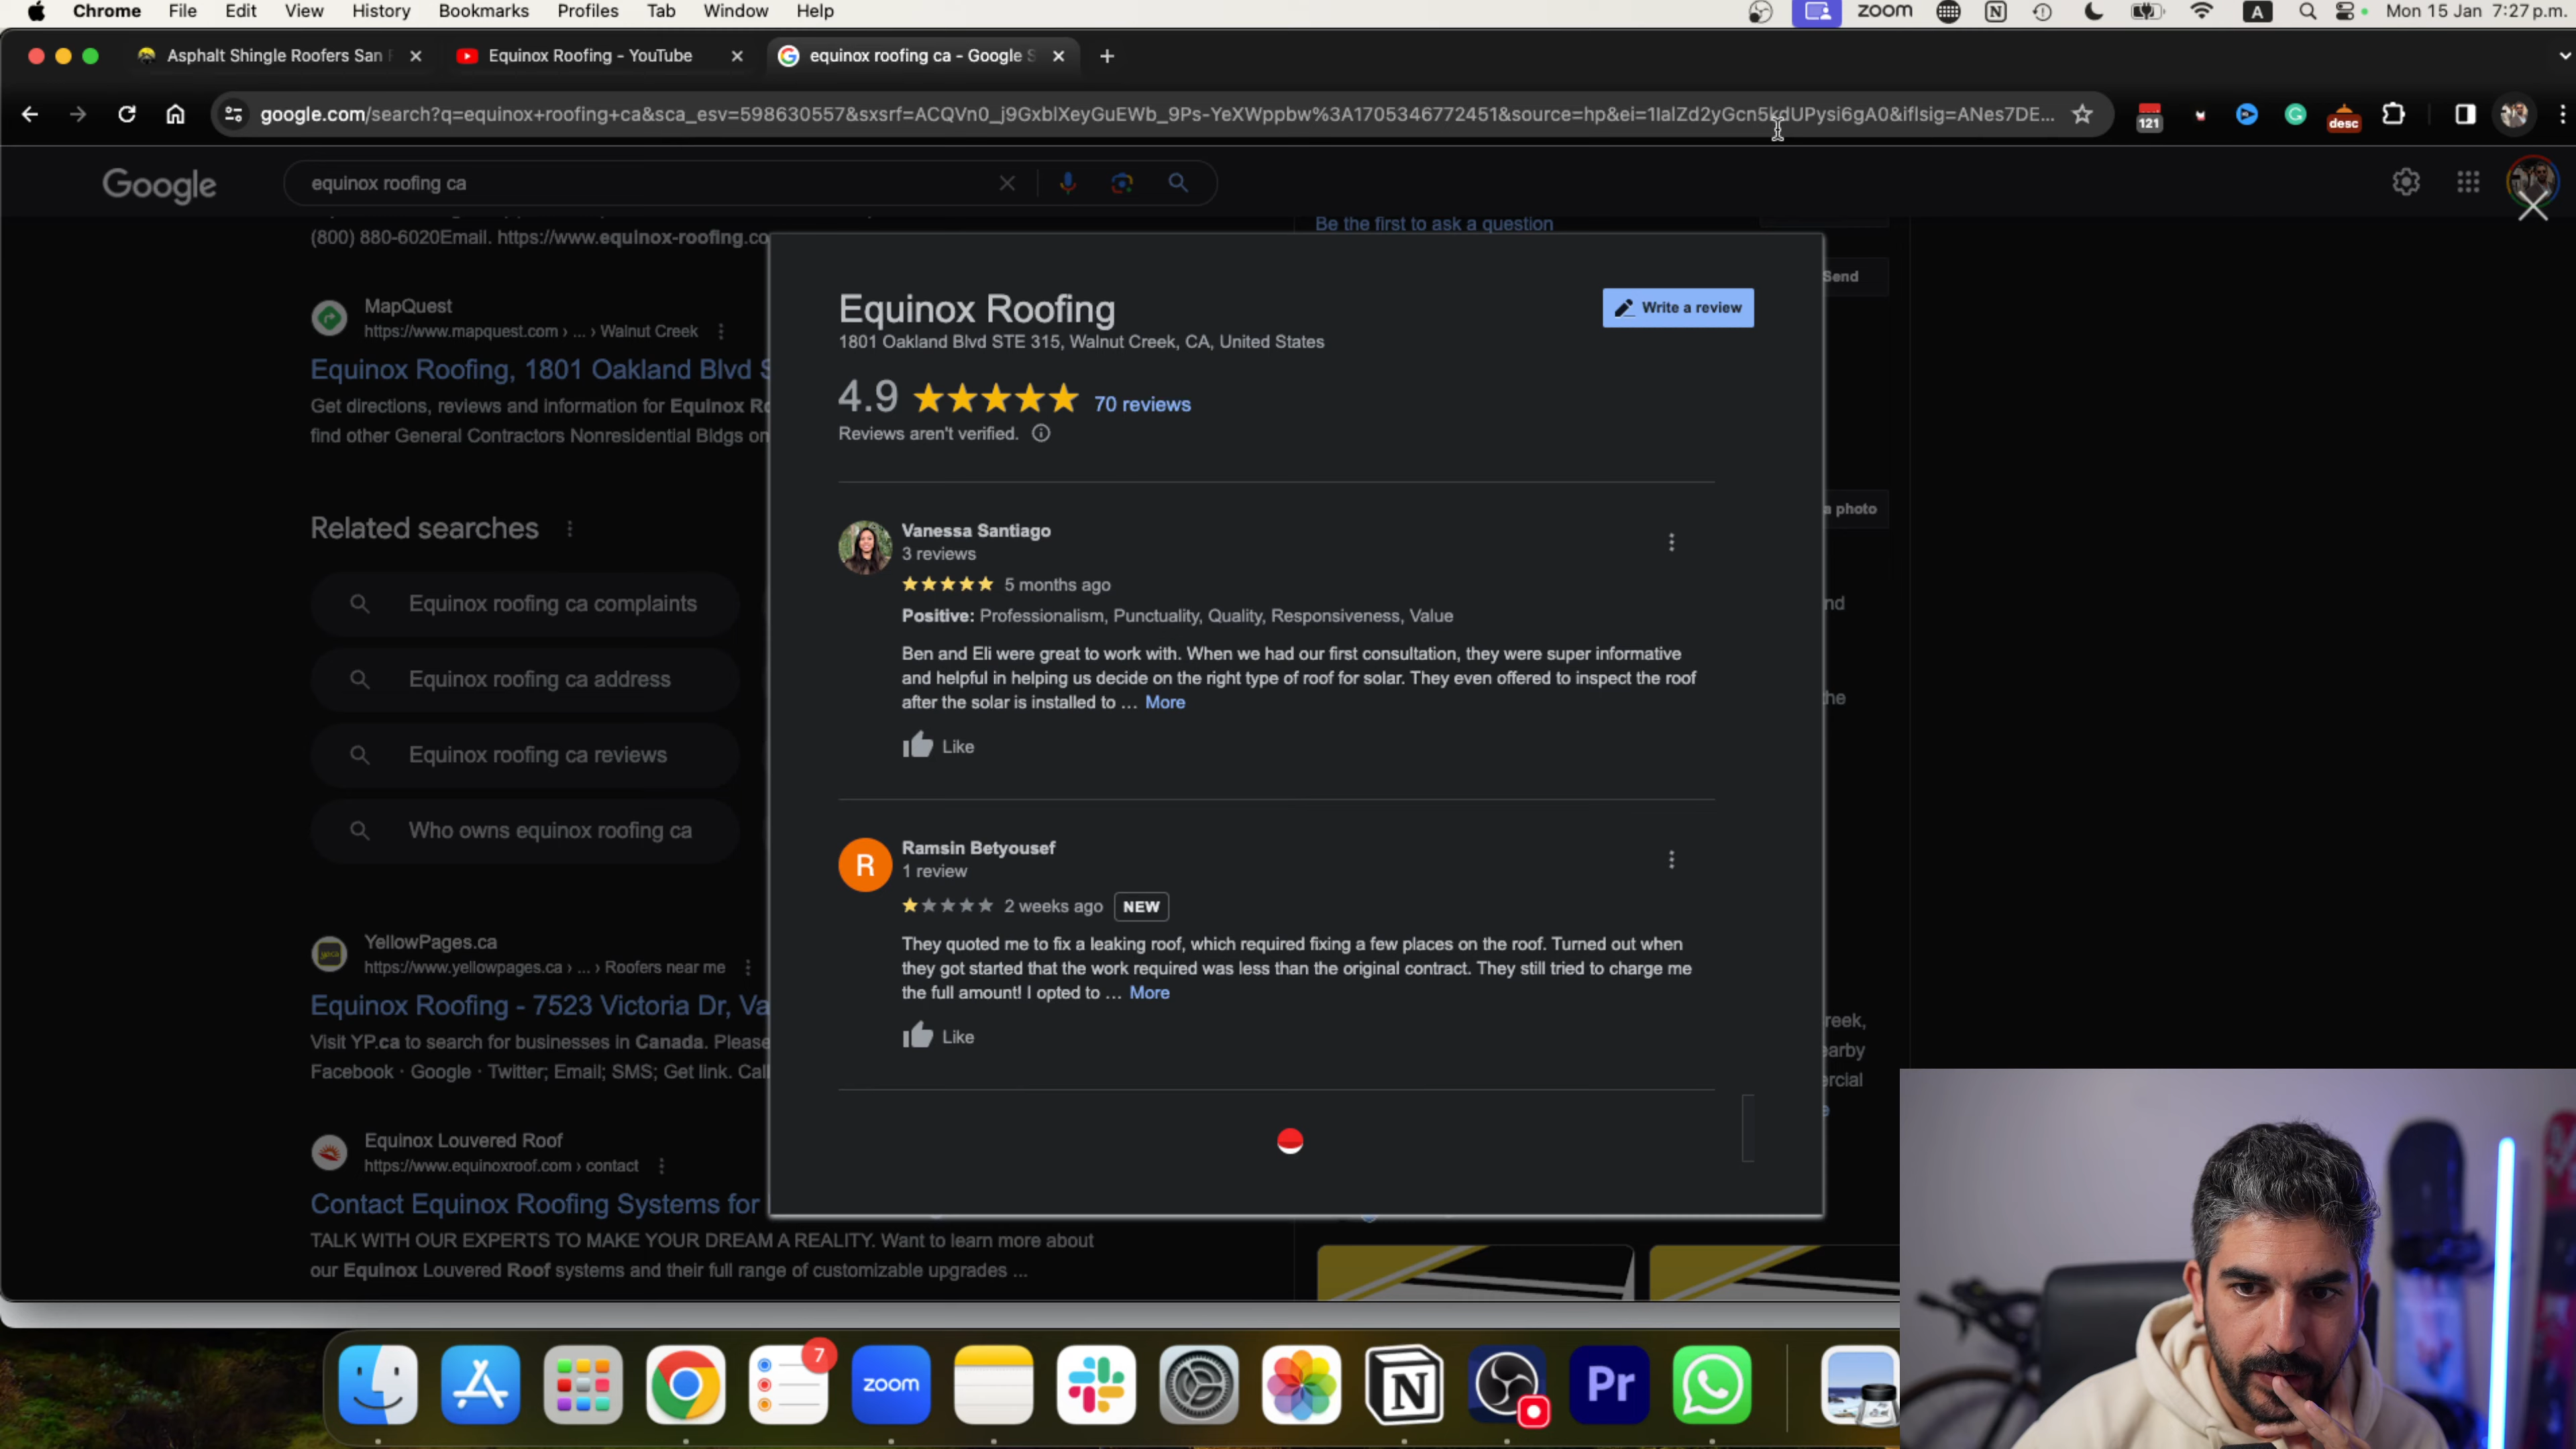 Chrome File Edit View History Bookmarks Profiles Tab Window Help zoom A Mon 15 Jan 7:27 p.m.
Asphalt Shingle Roofers San Equinox Roofing - YouTube equinox roofing ca - Google S
google.com/search?q=equinox+roofing+ca&sca_esv=598630557&sxsrf=ACQVn0_j9GxblXeyGuEWb_9Ps-YeXWppbw%3A1705346772451&source=hp&ei=1IalZd2yGcn5kdUPysi6gA0&iflsig=ANes7DE... 121 desc
Google equinox roofing ca
Be the first to ask a question
(800) 880-6020Email. https://www.equinox-roofing.co
Send
MapQuest
https://www.mapquest.com › ... › Walnut Creek
Equinox Roofing, 1801 Oakland Blvd S
Get directions, reviews and information for Equinox Ro
find other General Contractors Nonresidential Bldgs on
Related searches
Equinox roofing ca complaints
Equinox roofing ca address
Equinox roofing ca reviews
Who owns equinox roofing ca
YellowPages.ca
https://www.yellowpages.ca › ... › Roofers near me
Equinox Roofing - 7523 Victoria Dr, Va
Visit YP.ca to search for businesses in Canada. Please
Facebook · Google · Twitter; Email; SMS; Get link. Call
Equinox Louvered Roof
https://www.equinoxroof.com › contact
Contact Equinox Roofing Systems for
TALK WITH OUR EXPERTS TO MAKE YOUR DREAM A REALITY. Want to learn more about
our Equinox Louvered Roof systems and their full range of customizable upgrades ...
Equinox Roofing
Write a review
1801 Oakland Blvd STE 315, Walnut Creek, CA, United States
4.9 70 reviews
Reviews aren't verified.
Vanessa Santiago
3 reviews
5 months ago
Positive: Professionalism, Punctuality, Quality, Responsiveness, Value
Ben and Eli were great to work with. When we had our first consultation, they were super informative
and helpful in helping us decide on the right type of roof for solar. They even offered to inspect the roof
after the solar is installed to ... More
Like
R
Ramsin Betyousef
1 review
2 weeks ago NEW
They quoted me to fix a leaking roof, which required fixing a few places on the roof. Turned out when
they got started that the work required was less than the original contract. They still tried to charge me
the full amount! I opted to ... More
Like
a photo
nd
the
reek,
earby
ercial
7
zoom
N
Pr